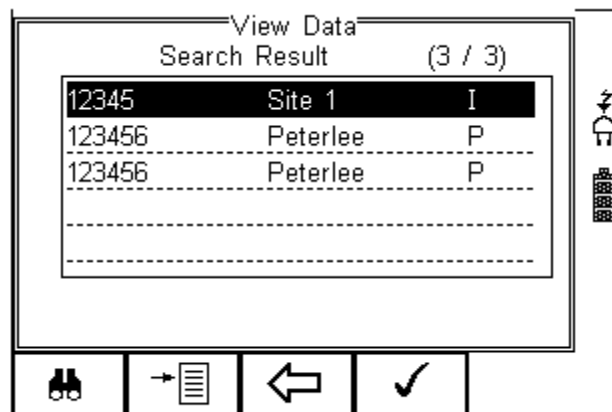 View Data
Search Result (3 / 3)
12345 Site 1 I
123456 Peterlee P
123456 Peterlee P